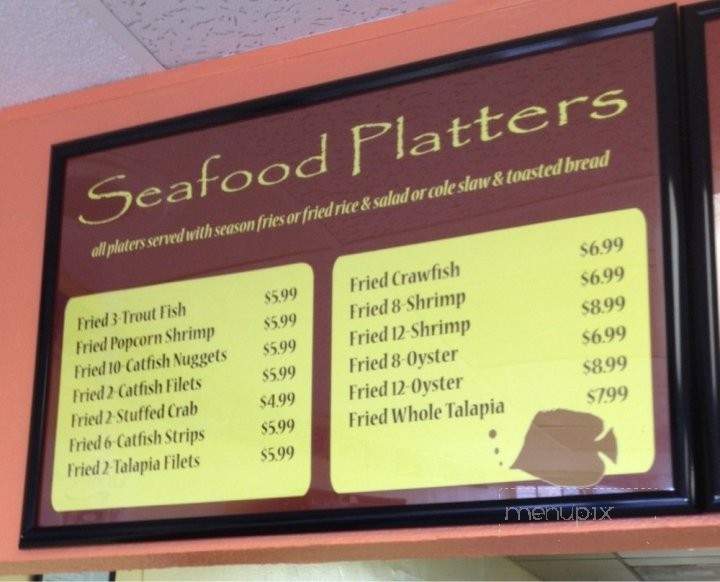 Seafood Platters
all platers served with season fries or fried rice & salad or cole slaw & toasted bread
Fried 3-Trout Fish $5.99
Fried Popcorn Shrimp $5.99
Fried 10-Catfish Nuggets $5.99
Fried 2-Catfish Filets $5.99
Fried 2-Stuffed Crab $4.99
Fried 6-Catfish Strips $5.99
Fried 2-Talapia Filets $5.99
Fried Crawfish $6.99
Fried 8-Shrimp $6.99
Fried 12-Shrimp $8.99
Fried 8-Oyster $6.99
Fried 12-Oyster $8.99
Fried Whole Talapia $7.99
menupix